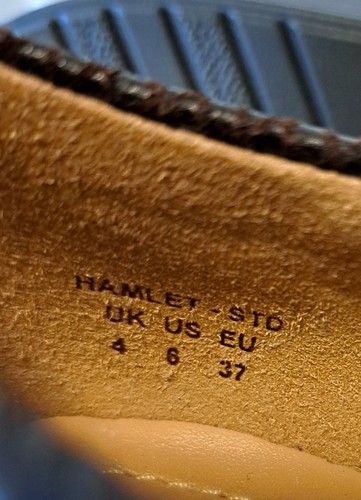 HAMLET - STD
UK US EU
4 6 37